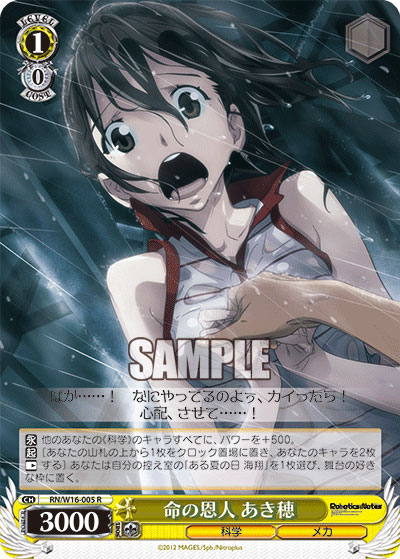 LEVEL
1
0
COST
SAMPLE
ばか……！　なにやってるのよぅ、カイったら！
心配、させて……！
永 他のあなたの《科学》のキャラすべてに、パワーを＋500。
起［あなたの山札の上から1枚をクロック置場に置き、あなたのキャラを2枚レストする］ あなたは自分の控え室の「ある夏の日 海翔」を1枚選び、舞台の好きな枠に置く。
CH RN/W16-005 R
3000
命の恩人 あき穂
Robotics;Notes
科学
メカ
©2012 MAGES./5pb./Nitroplus